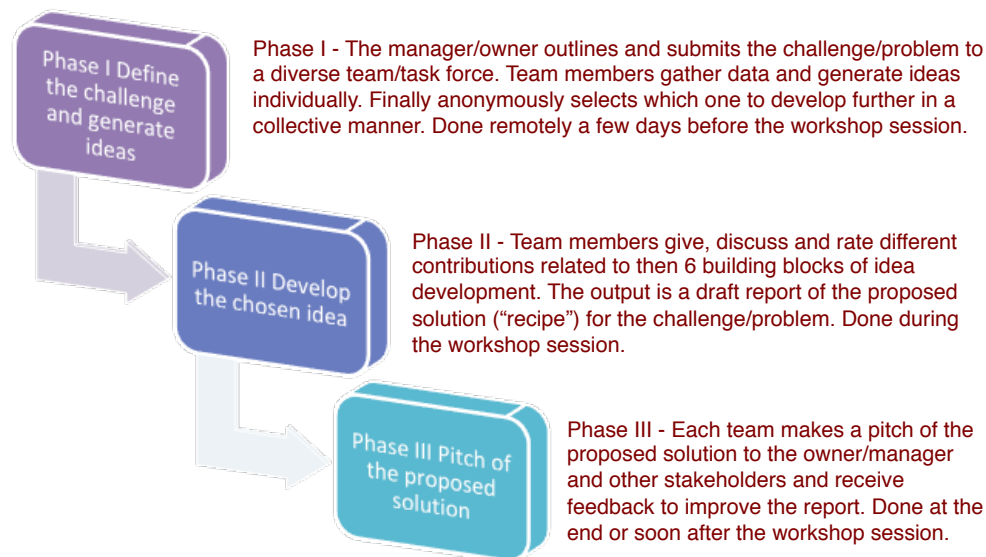 Phase I Define
the challenge
and generate
ideas
Phase I - The manager/owner outlines and submits the challenge/problem to
a diverse team/task force. Team members gather data and generate ideas
individually. Finally anonymously selects which one to develop further in a
collective manner. Done remotely a few days before the workshop session.
Phase II Develop
the chosen idea
Phase II - Team members give, discuss and rate different
contributions related to then 6 building blocks of idea
development. The output is a draft report of the proposed
solution (“recipe”) for the challenge/problem. Done during
the workshop session.
Phase III Pitch of
the proposed
solution
Phase III - Each team makes a pitch of the
proposed solution to the owner/manager
and other stakeholders and receive
feedback to improve the report. Done at the
end or soon after the workshop session.